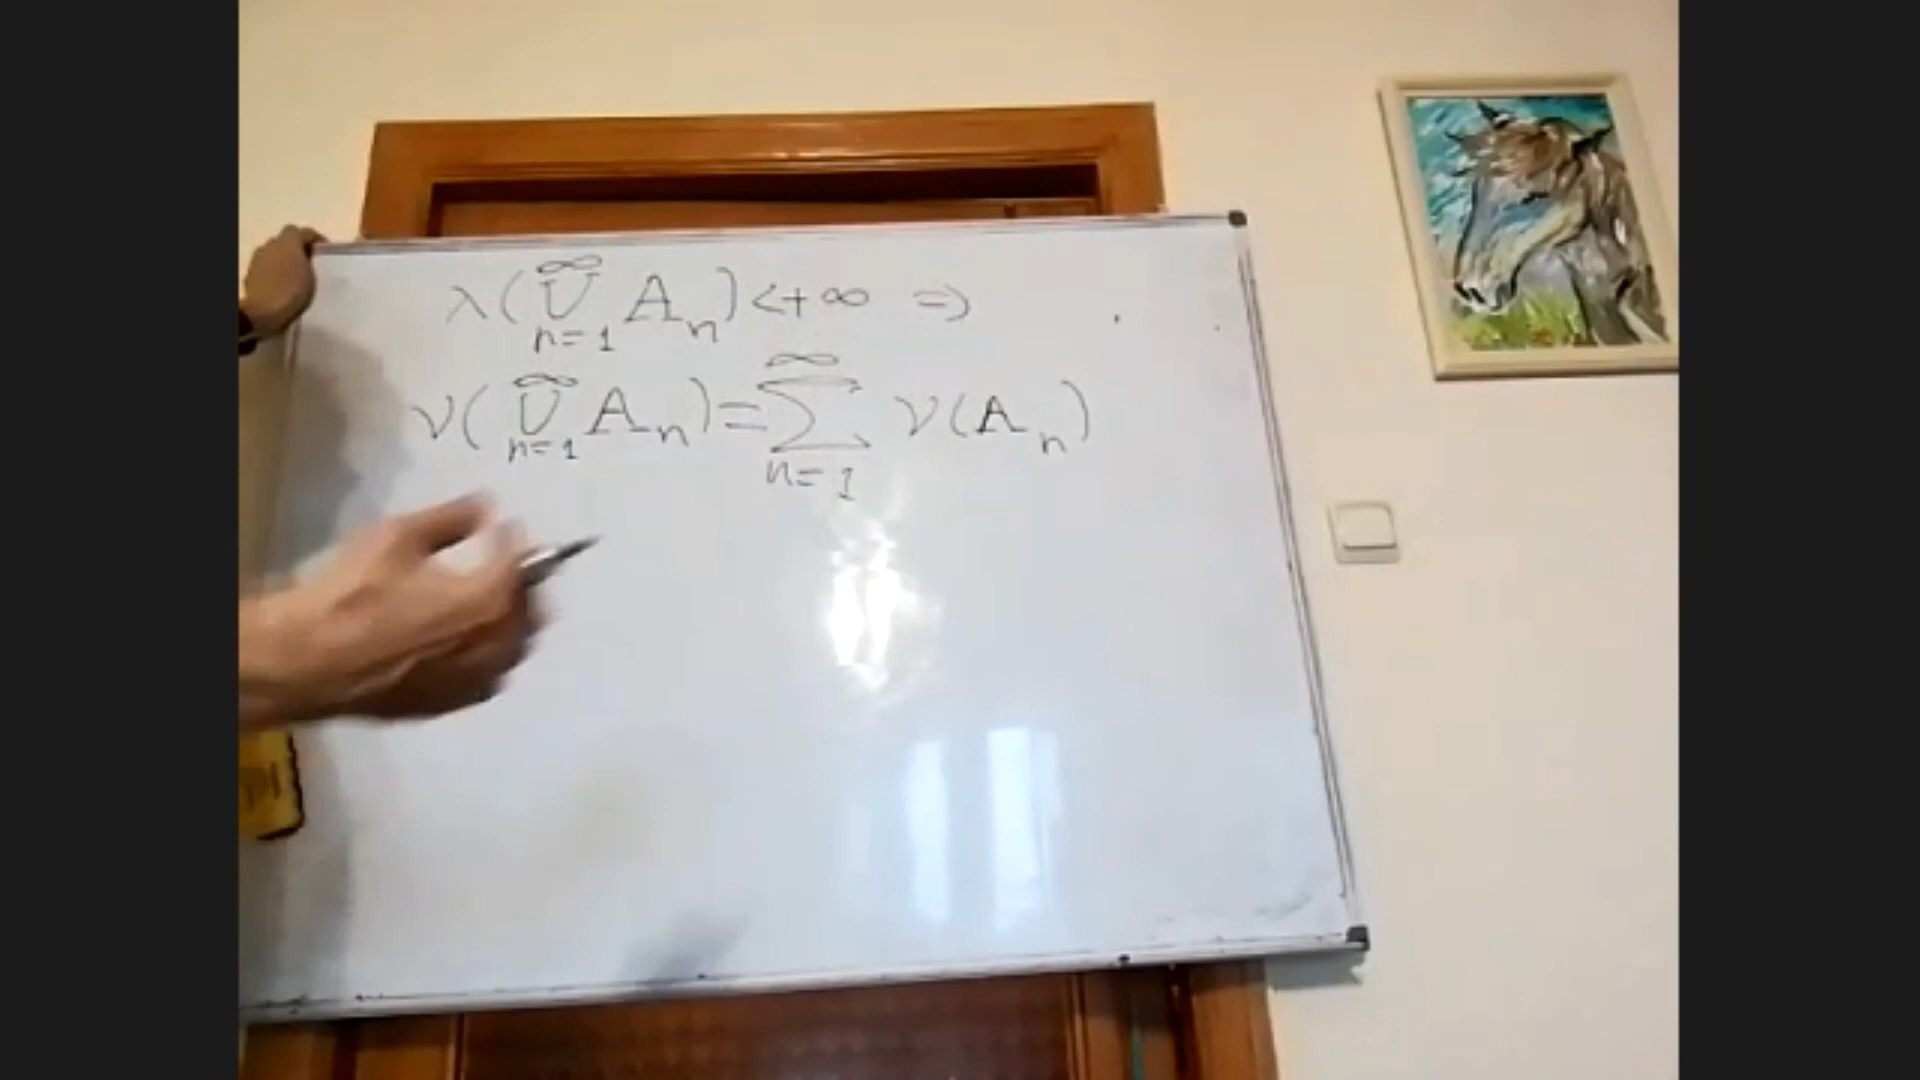 λ(⋃_{n=1}^{∞} A_n) < +∞ ⇒
ν(⋃_{n=1}^{∞} A_n) = ∑_{n=1}^{∞} ν(A_n)